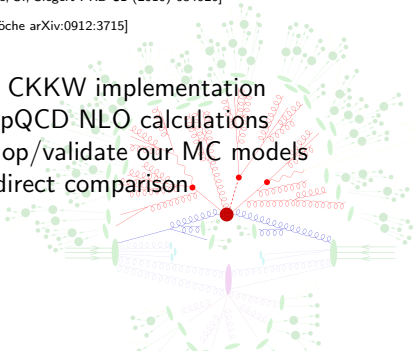 öche arXiv:0912:3715]
CKKW implementation
pQCD NLO calculations
op/validate our MC models
direct comparison